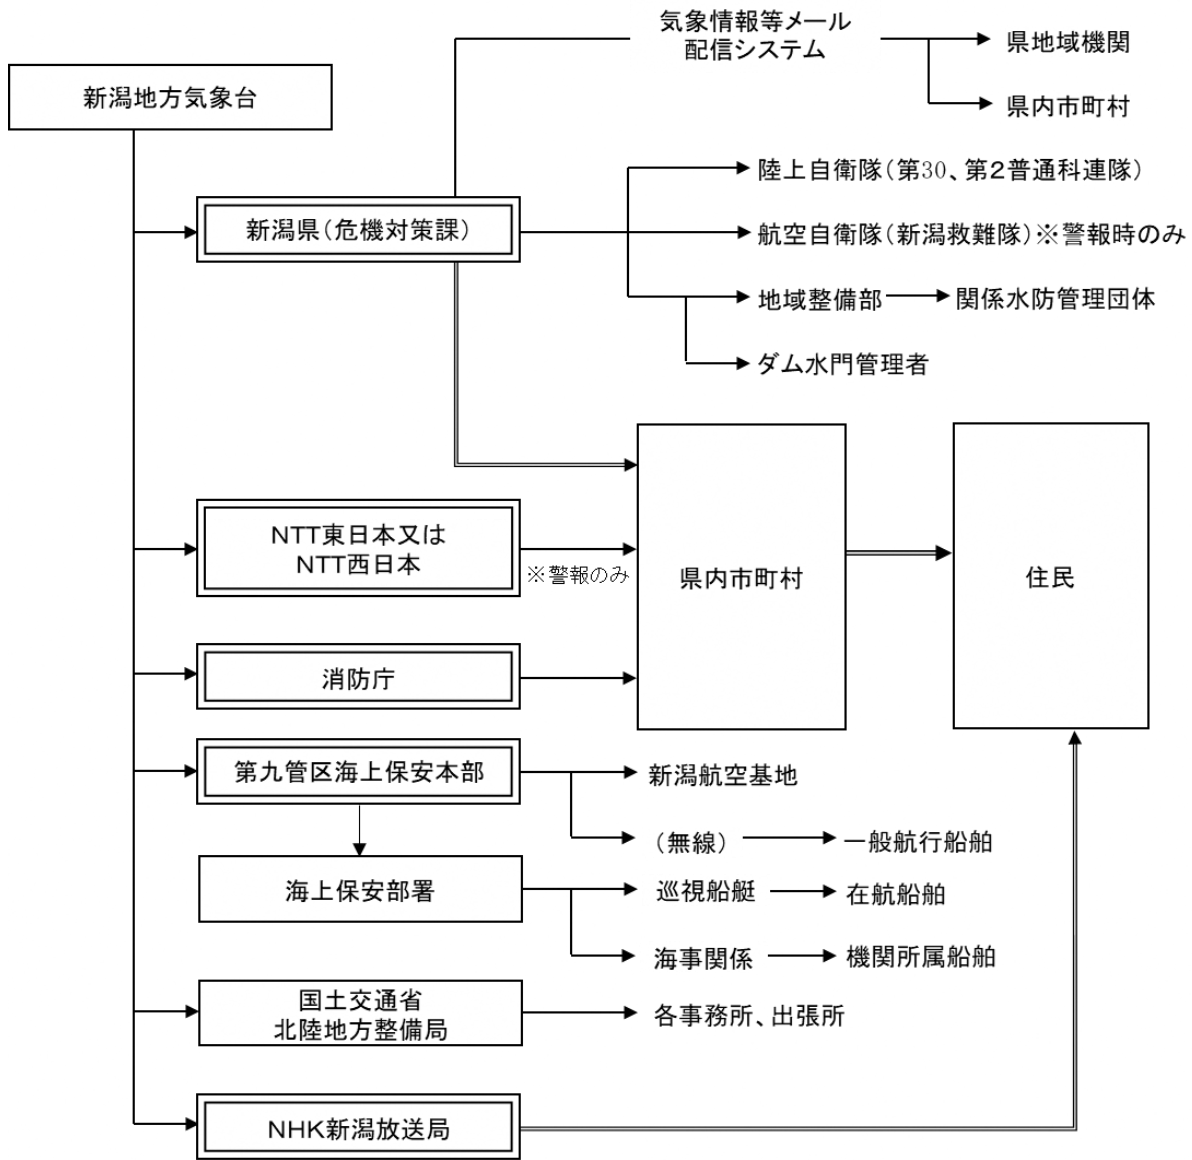 気象情報等メール
配信システム
県地域機関
県内市町村
新潟地方気象台
陸上自衛隊（第30、第２普通科連隊）
新潟県（危機対策課）
航空自衛隊（新潟救難隊）※警報時のみ
地域整備部
関係水防管理団体
ダム水門管理者
ＮＴＴ東日本又は
ＮＴＴ西日本
※警報のみ
県内市町村
住民
消防庁
第九管区海上保安本部
新潟航空基地
（無線）
一般航行船舶
海上保安部署
巡視船艇
在航船舶
海事関係
機関所属船舶
国土交通省
北陸地方整備局
各事務所、出張所
ＮＨＫ新潟放送局